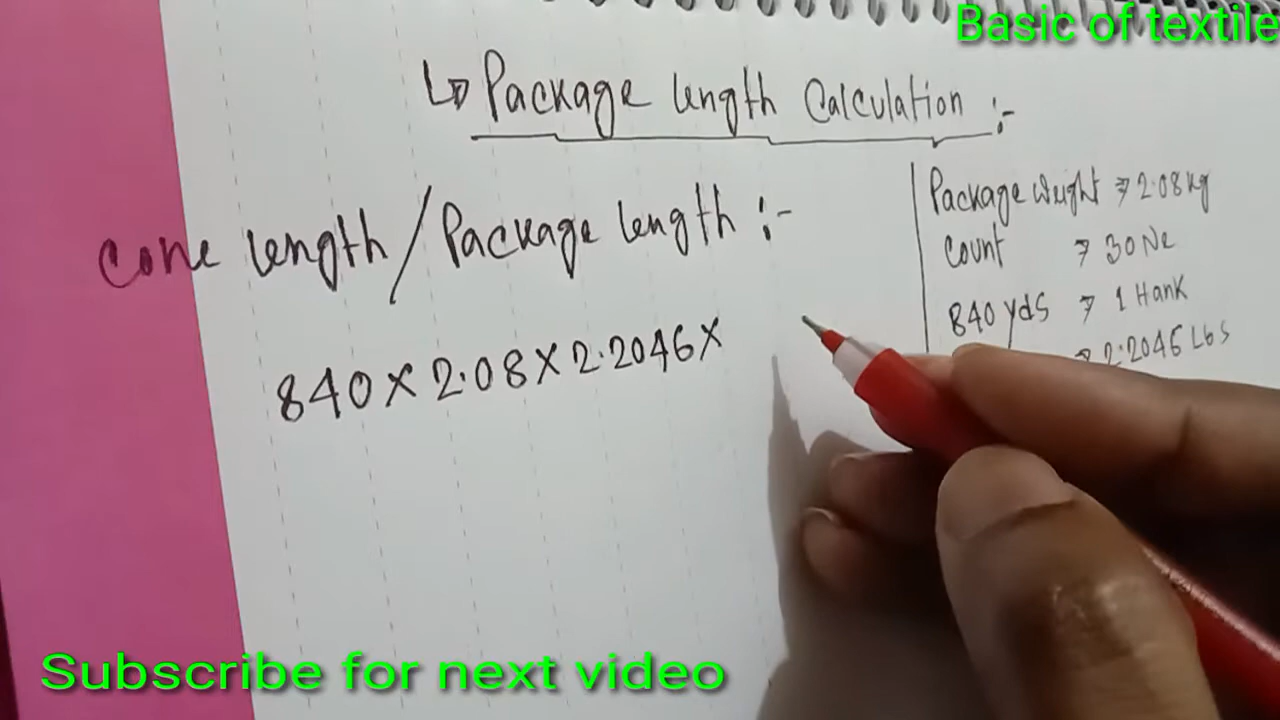 Basic of textile
↳ Package length Calculation :-
Cone length/Package length :-
840 × 2.08 × 2.2046 ×
Package weight ⇒ 2.08 kg
Count ⇒ 30 Ne
840 yds ⇒ 1 Hank
⇒ 2.2046 Lbs
Subscribe for next video